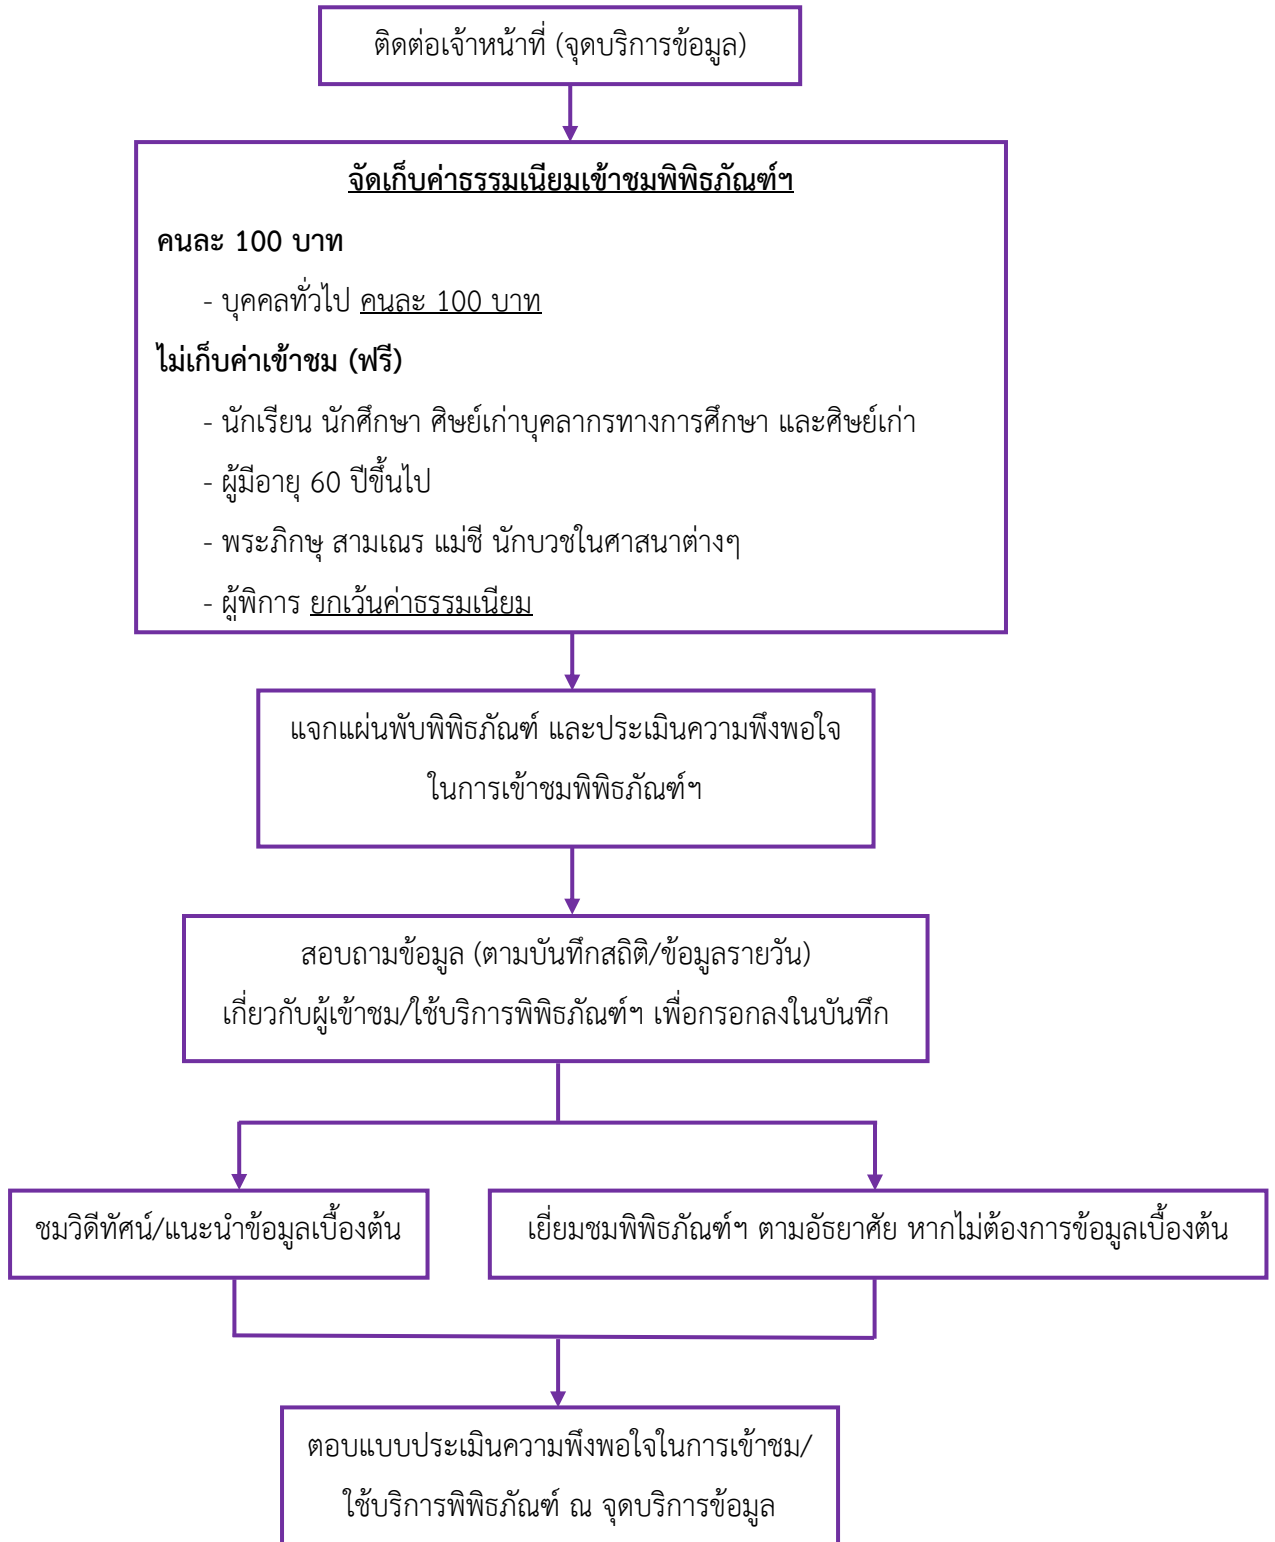 ติดต่อเจ้าหน้าที่ (จุดบริการข้อมูล)
จัดเก็บค่าธรรมเนียมเข้าชมพิพิธภัณฑ์ฯ
คนละ 100 บาท
- บุคคลทั่วไป คนละ 100 บาท
ไม่เก็บค่าเข้าชม (ฟรี)
- นักเรียน นักศึกษา ศิษย์เก่าบุคลากรทางการศึกษา และศิษย์เก่า
- ผู้มีอายุ 60 ปีขึ้นไป
- พระภิกษุ สามเณร แม่ชี นักบวชในศาสนาต่างๆ
- ผู้พิการ ยกเว้นค่าธรรมเนียม
แจกแผ่นพับพิพิธภัณฑ์ และประเมินความพึงพอใจ
ในการเข้าชมพิพิธภัณฑ์ฯ
สอบถามข้อมูล (ตามบันทึกสถิติ/ข้อมูลรายวัน)
เกี่ยวกับผู้เข้าชม/ใช้บริการพิพิธภัณฑ์ฯ เพื่อกรอกลงในบันทึก
ชมวิดีทัศน์/แนะนำข้อมูลเบื้องต้น
เยี่ยมชมพิพิธภัณฑ์ฯ ตามอัธยาศัย หากไม่ต้องการข้อมูลเบื้องต้น
ตอบแบบประเมินความพึงพอใจในการเข้าชม/
ใช้บริการพิพิธภัณฑ์ ณ จุดบริการข้อมูล